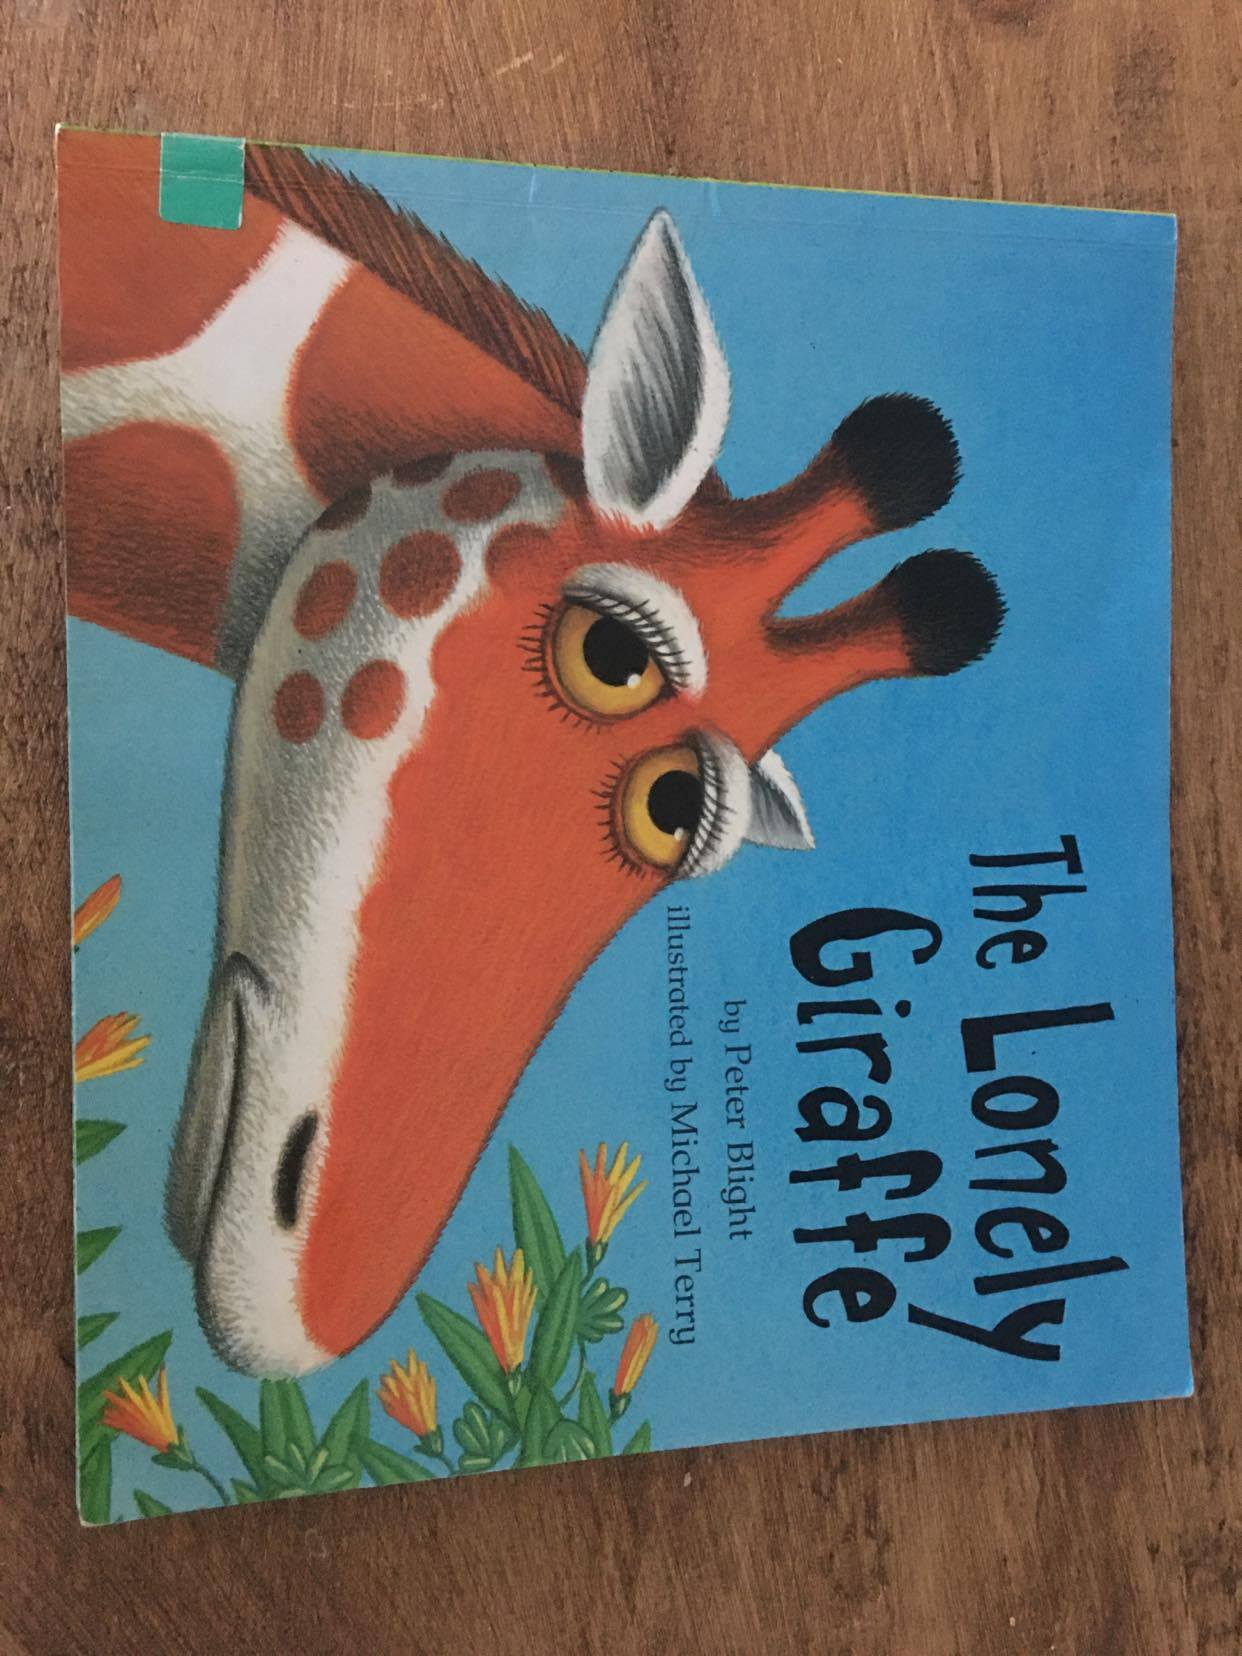 The Lonely
Giraffe
by Peter Blight
illustrated by Michael Terry